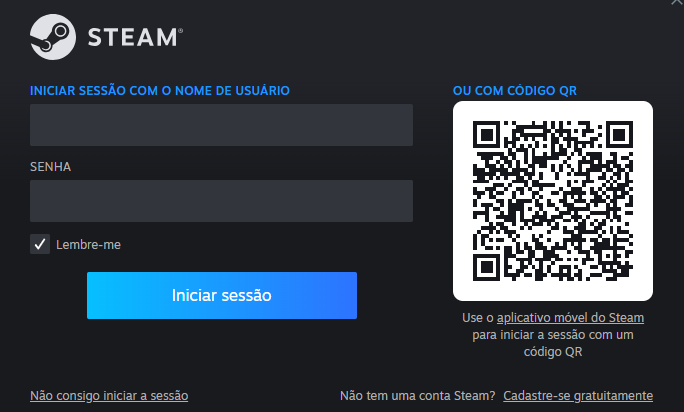 STEAM®
INICIAR SESSÃO COM O NOME DE USUÁRIO
SENHA
Lembre-me
Iniciar sessão
OU COM CÓDIGO QR
Use o aplicativo móvel do Steam
para iniciar a sessão com um
código QR
Não consigo iniciar a sessão
Não tem uma conta Steam? Cadastre-se gratuitamente